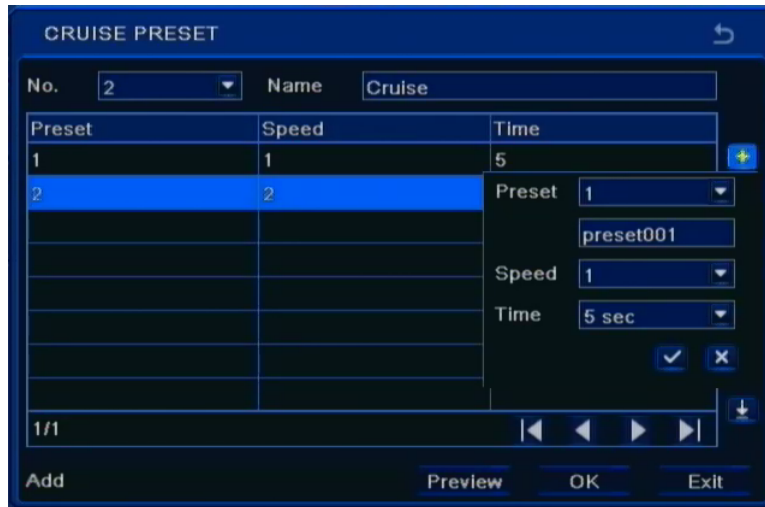 CRUISE PRESET
No. 2 Name Cruise
Preset Speed Time
1 1 5
2 2
Preset 1
preset001
Speed 1
Time 5 sec
1/1
Add Preview OK Exit